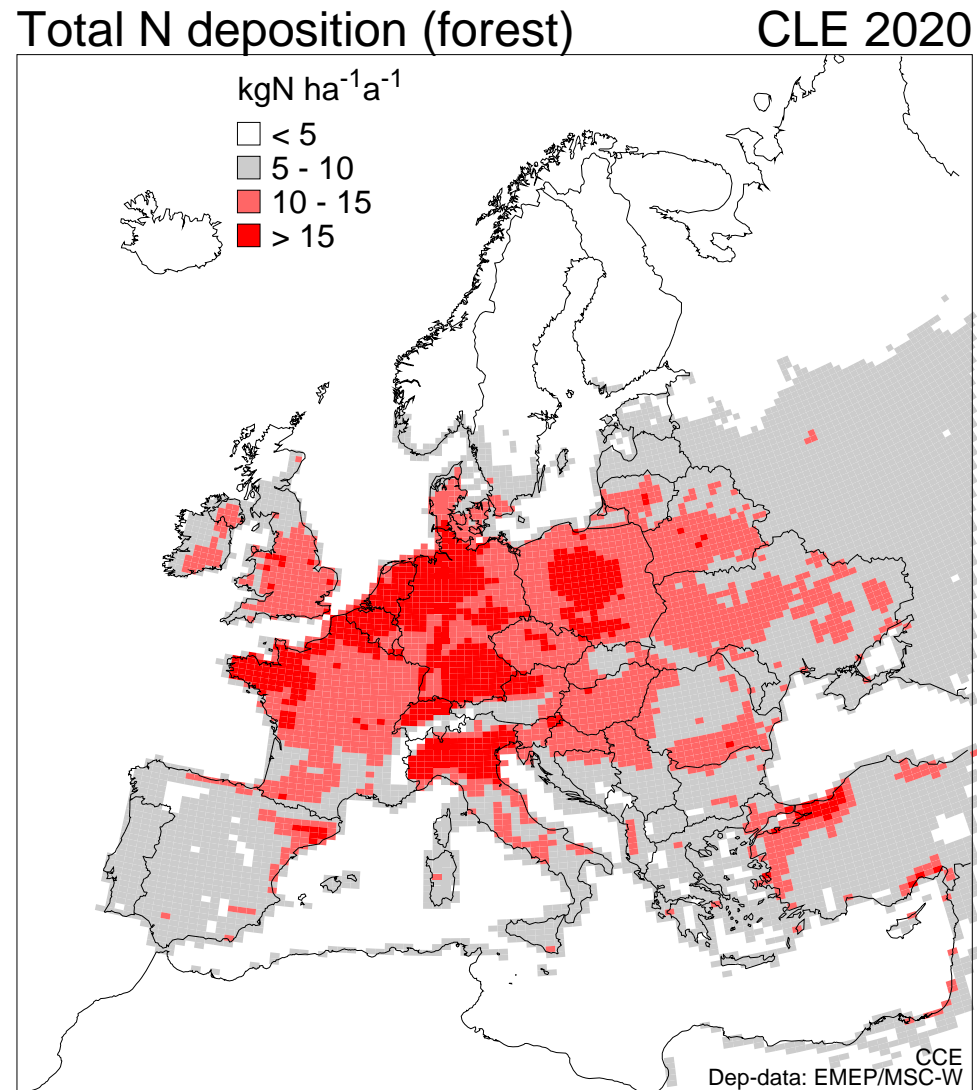 Total N deposition (forest) CLE 2020
kgN ha⁻¹a⁻¹
< 5
5 - 10
10 - 15
> 15
CCE
Dep-data: EMEP/MSC-W